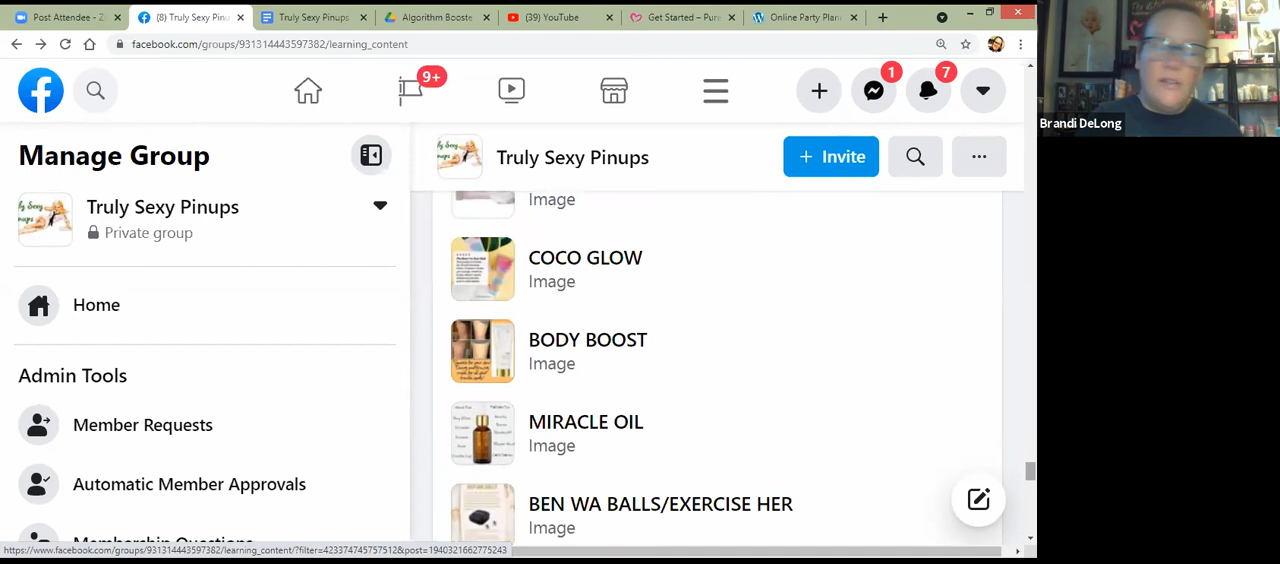 Post Attendee - Z
(8) Truly Sexy Pinu
Truly Sexy Pinups
Algorithm Booste
(39) YouTube
Get Started – Pure
Online Party Plan
facebook.com/groups/931314443597382/learning_content
9+
1
7
Brandi DeLong
Manage Group
Truly Sexy Pinups
Invite
Truly Sexy Pinups
Private group
Image
COCO GLOW
Image
Home
BODY BOOST
Image
Admin Tools
Member Requests
MIRACLE OIL
Image
Automatic Member Approvals
BEN WA BALLS/EXERCISE HER
Image
https://www.facebook.com/groups/931314443597382/learning_content/?filter=423374745757512&post=1940321662775243